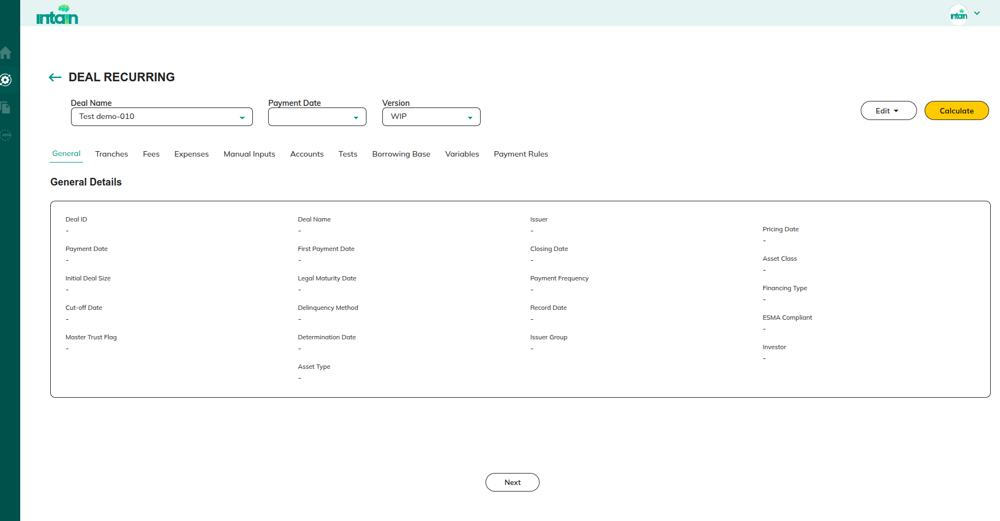 intain
intain
DEAL RECURRING
Deal Name
Payment Date
Version
Test demo-010
WIP
Edit
Calculate
General
Tranches
Fees
Expenses
Manual Inputs
Accounts
Tests
Borrowing Base
Variables
Payment Rules
General Details
Deal ID
-
Payment Date
-
Initial Deal Size
-
Cut-off Date
-
Master Trust Flag
-
Deal Name
-
First Payment Date
-
Legal Maturity Date
-
Delinquency Method
-
Determination Date
-
Asset Type
-
Issuer
-
Closing Date
-
Payment Frequency
-
Record Date
-
Issuer Group
-
Pricing Date
-
Asset Class
-
Financing Type
-
ESMA Compliant
-
Investor
-
Next